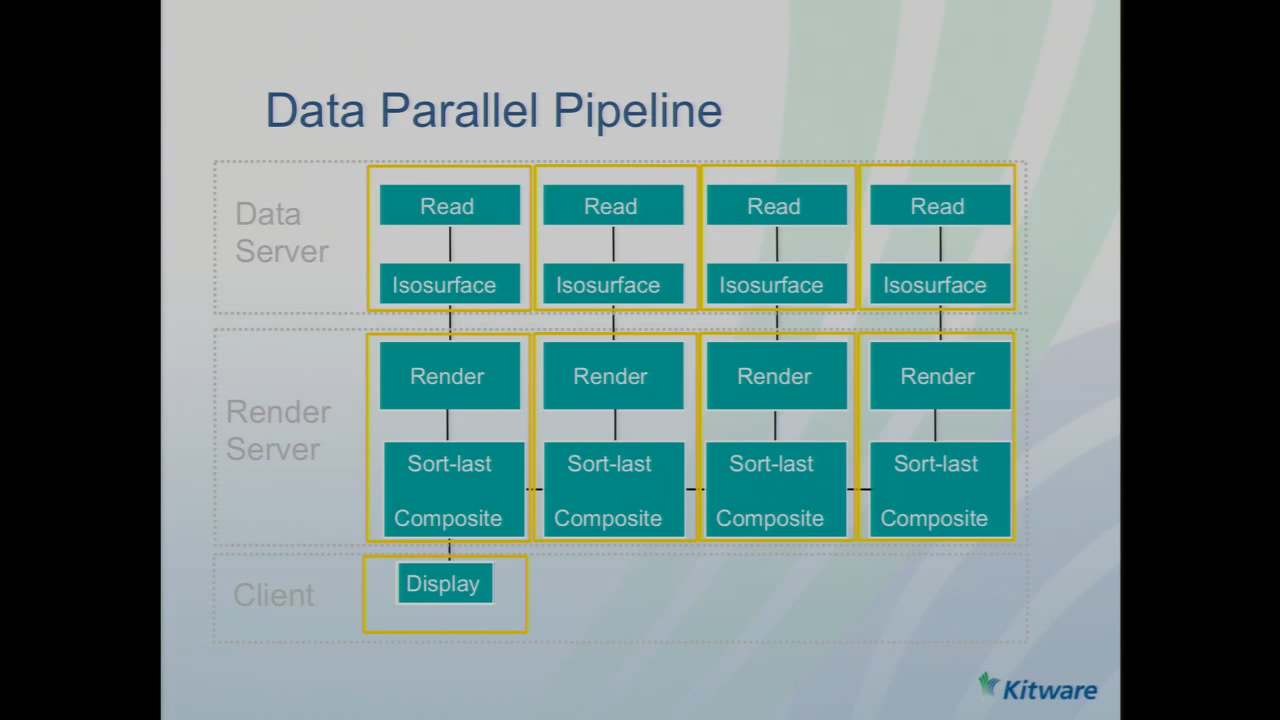 Data Parallel Pipeline
Data
Server
Read
Read
Read
Read
Isosurface
Isosurface
Isosurface
Isosurface
Render
Server
Render
Render
Render
Render
Sort-last
Composite
Sort-last
Composite
Sort-last
Composite
Sort-last
Composite
Client
Display
Kitware